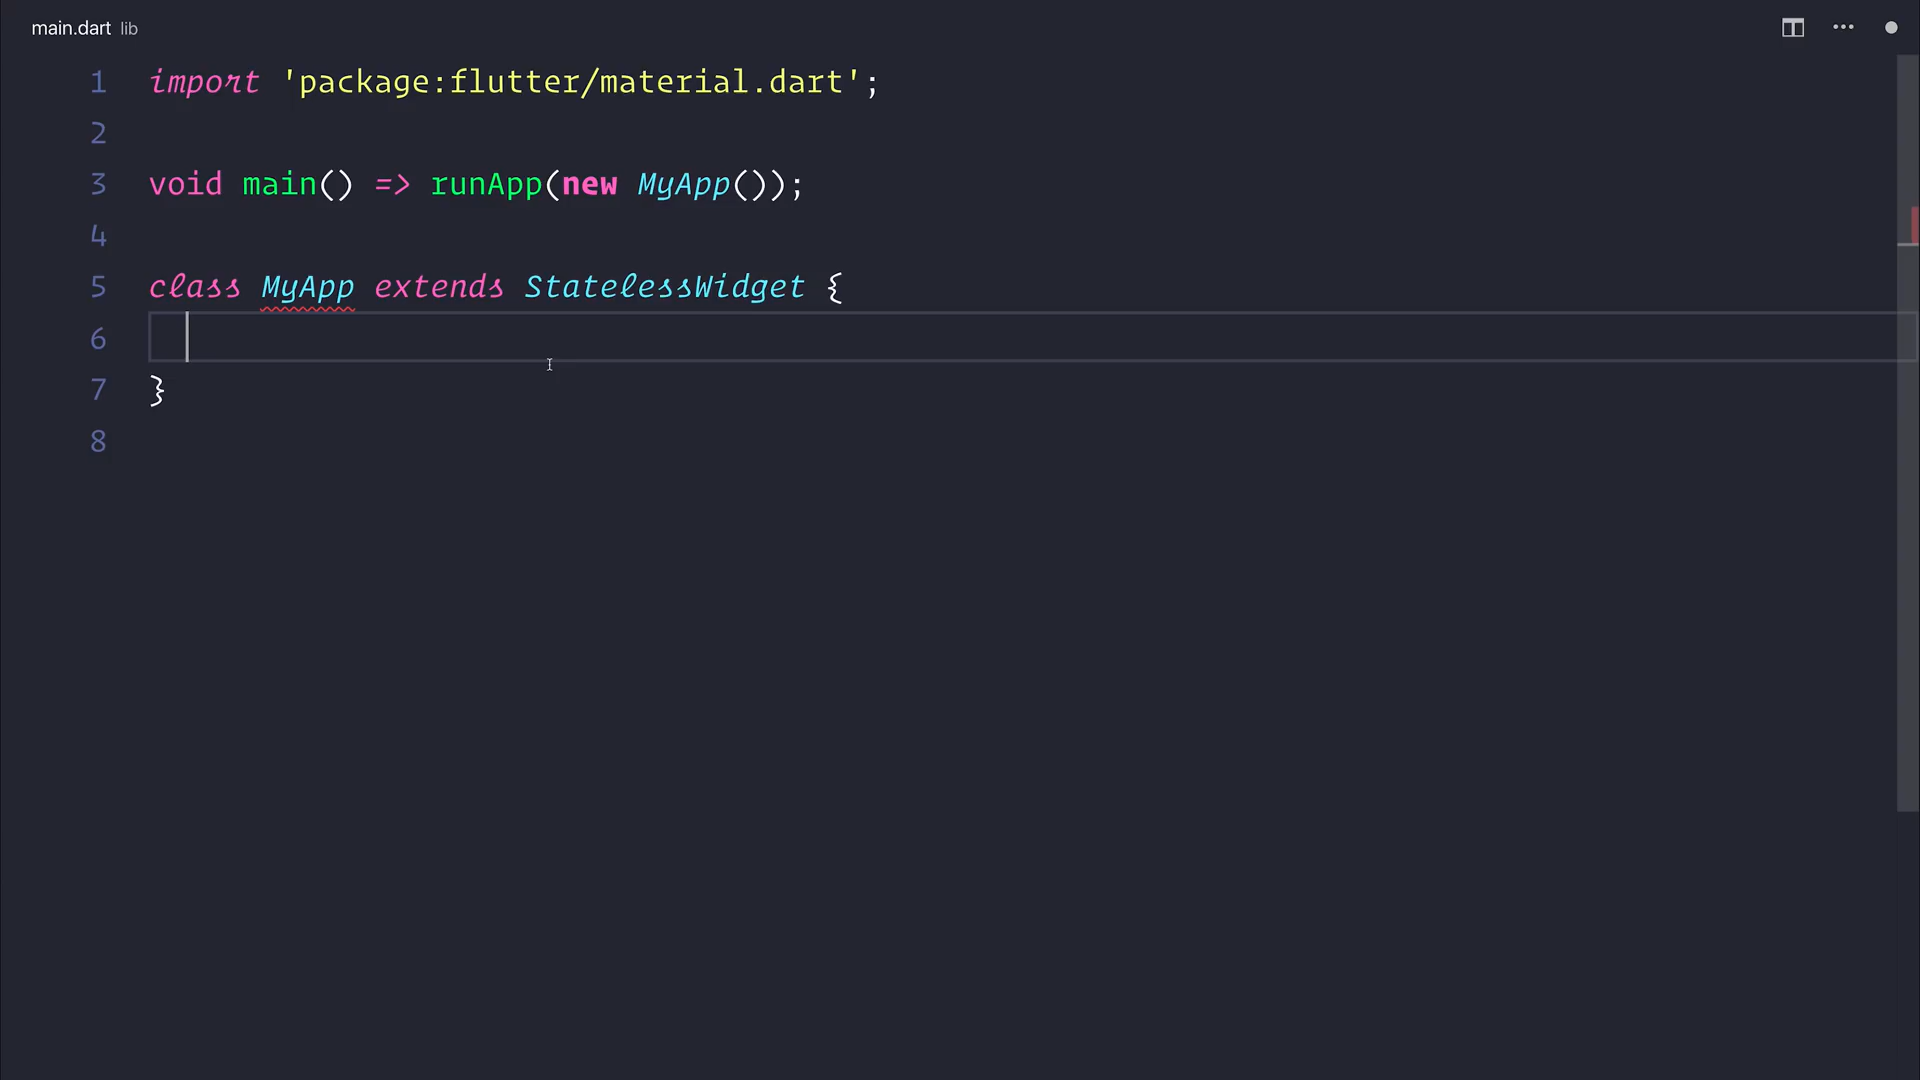 main.dart lib
1 import 'package:flutter/material.dart';
2
3 void main() => runApp(new MyApp());
4
5 class MyApp extends StatelessWidget {
6
7 }
8